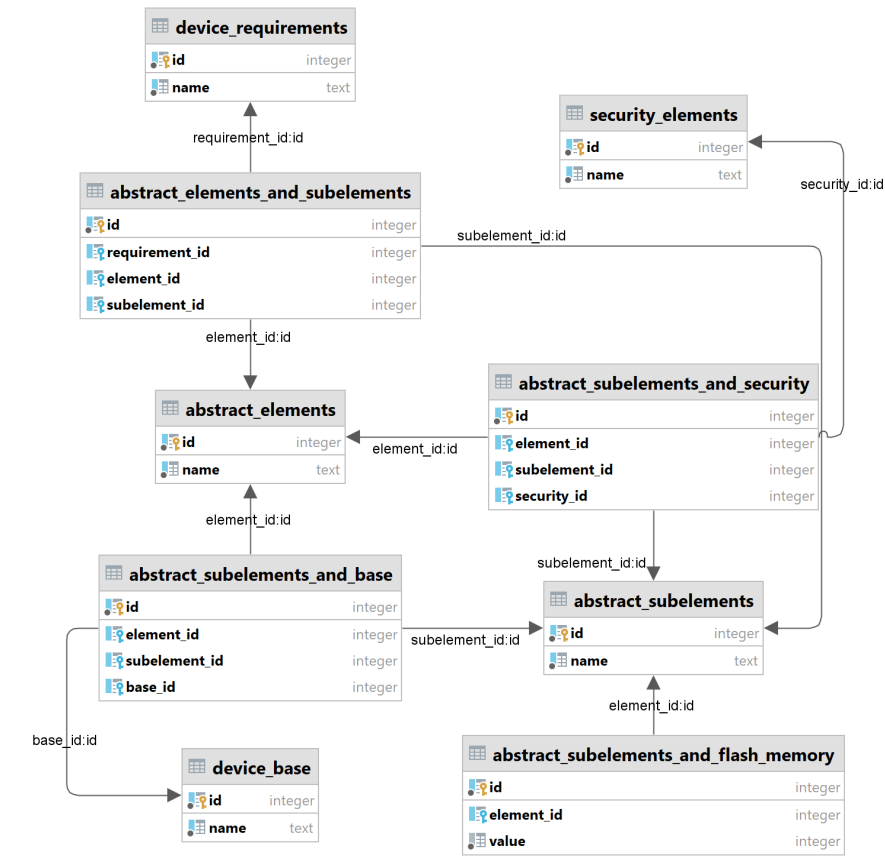 device_requirements
id integer
name text
requirement_id:id
security_elements
id integer
name text
security_id:id
abstract_elements_and_subelements
id integer
requirement_id integer
element_id integer
subelement_id integer
subelement_id:id
element_id:id
abstract_subelements_and_security
id integer
element_id integer
subelement_id integer
security_id integer
abstract_elements
id integer
name text
element_id:id
element_id:id
subelement_id:id
abstract_subelements_and_base
id integer
element_id integer
subelement_id integer
base_id integer
subelement_id:id
abstract_subelements
id integer
name text
element_id:id
base_id:id
device_base
id integer
name text
abstract_subelements_and_flash_memory
id integer
element_id integer
value integer